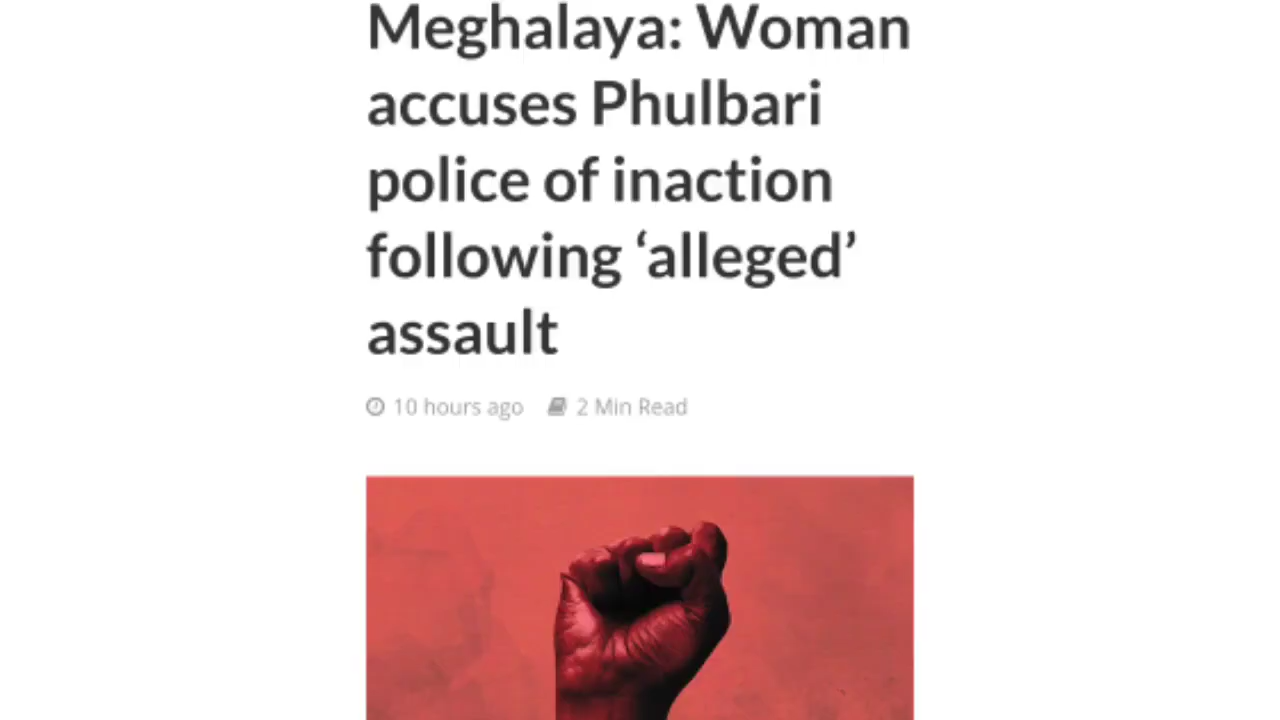 Meghalaya: Woman
accuses Phulbari
police of inaction
following ‘alleged’
assault
10 hours ago 2 Min Read